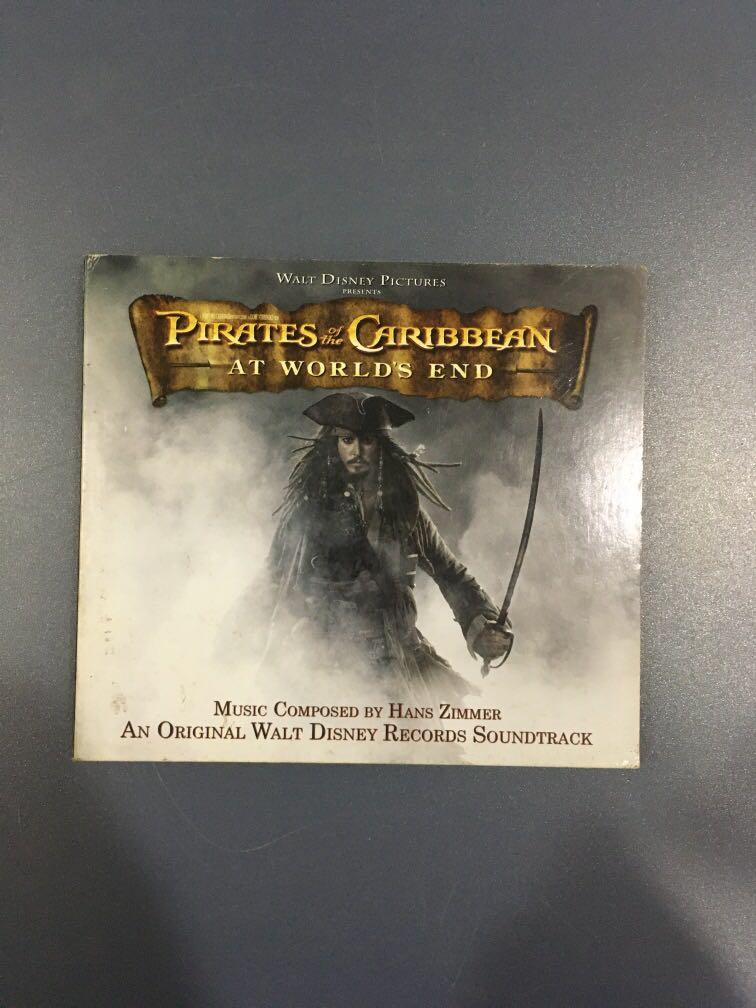 WALT DISNEY PICTURES
PRESENTS
PIRATES of the CARIBBEAN
AT WORLD'S END
MUSIC COMPOSED BY HANS ZIMMER
AN ORIGINAL WALT DISNEY RECORDS SOUNDTRACK